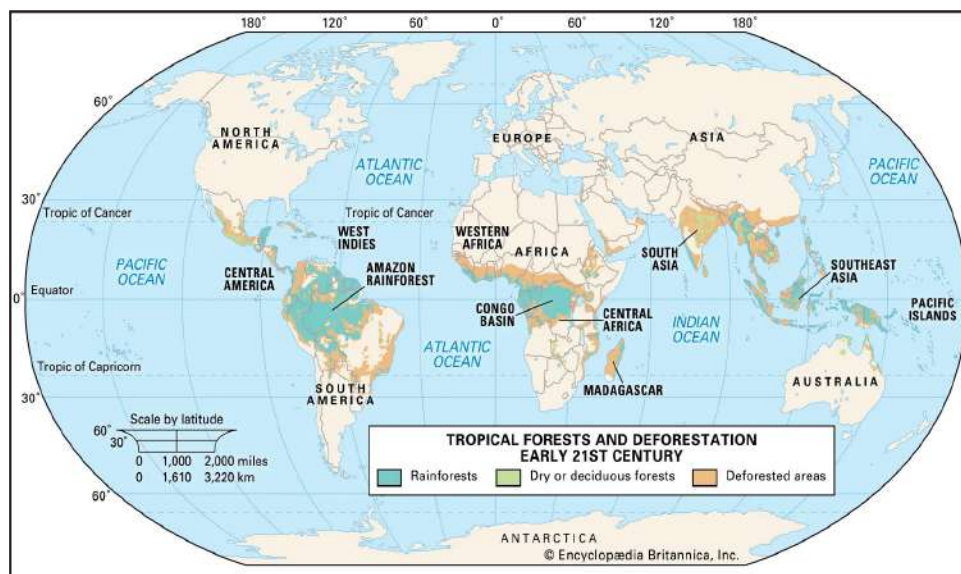 180° 120° 60° 0° 60° 120° 180°
60°
NORTH
AMERICA
EUROPE
ASIA
ATLANTIC
OCEAN
PACIFIC
OCEAN
30°
30°
Tropic of Cancer
Tropic of Cancer
WEST
INDIES
WESTERN
AFRICA
AFRICA
SOUTH
ASIA
SOUTHEAST
ASIA
PACIFIC
OCEAN
CENTRAL
AMERICA
AMAZON
RAINFOREST
Equator
0°
0°
CONGO
BASIN
CENTRAL
AFRICA
INDIAN
OCEAN
PACIFIC
ISLANDS
ATLANTIC
OCEAN
Tropic of Capricorn
SOUTH
AMERICA
MADAGASCAR
AUSTRALIA
30°
30°
Scale by latitude
60°
30°
0 1,000 2,000 miles
0 1,610 3,220 km
TROPICAL FORESTS AND DEFORESTATION
EARLY 21ST CENTURY
Rainforests Dry or deciduous forests Deforested areas
60°
60°
ANTARCTICA
© Encyclopædia Britannica, Inc.